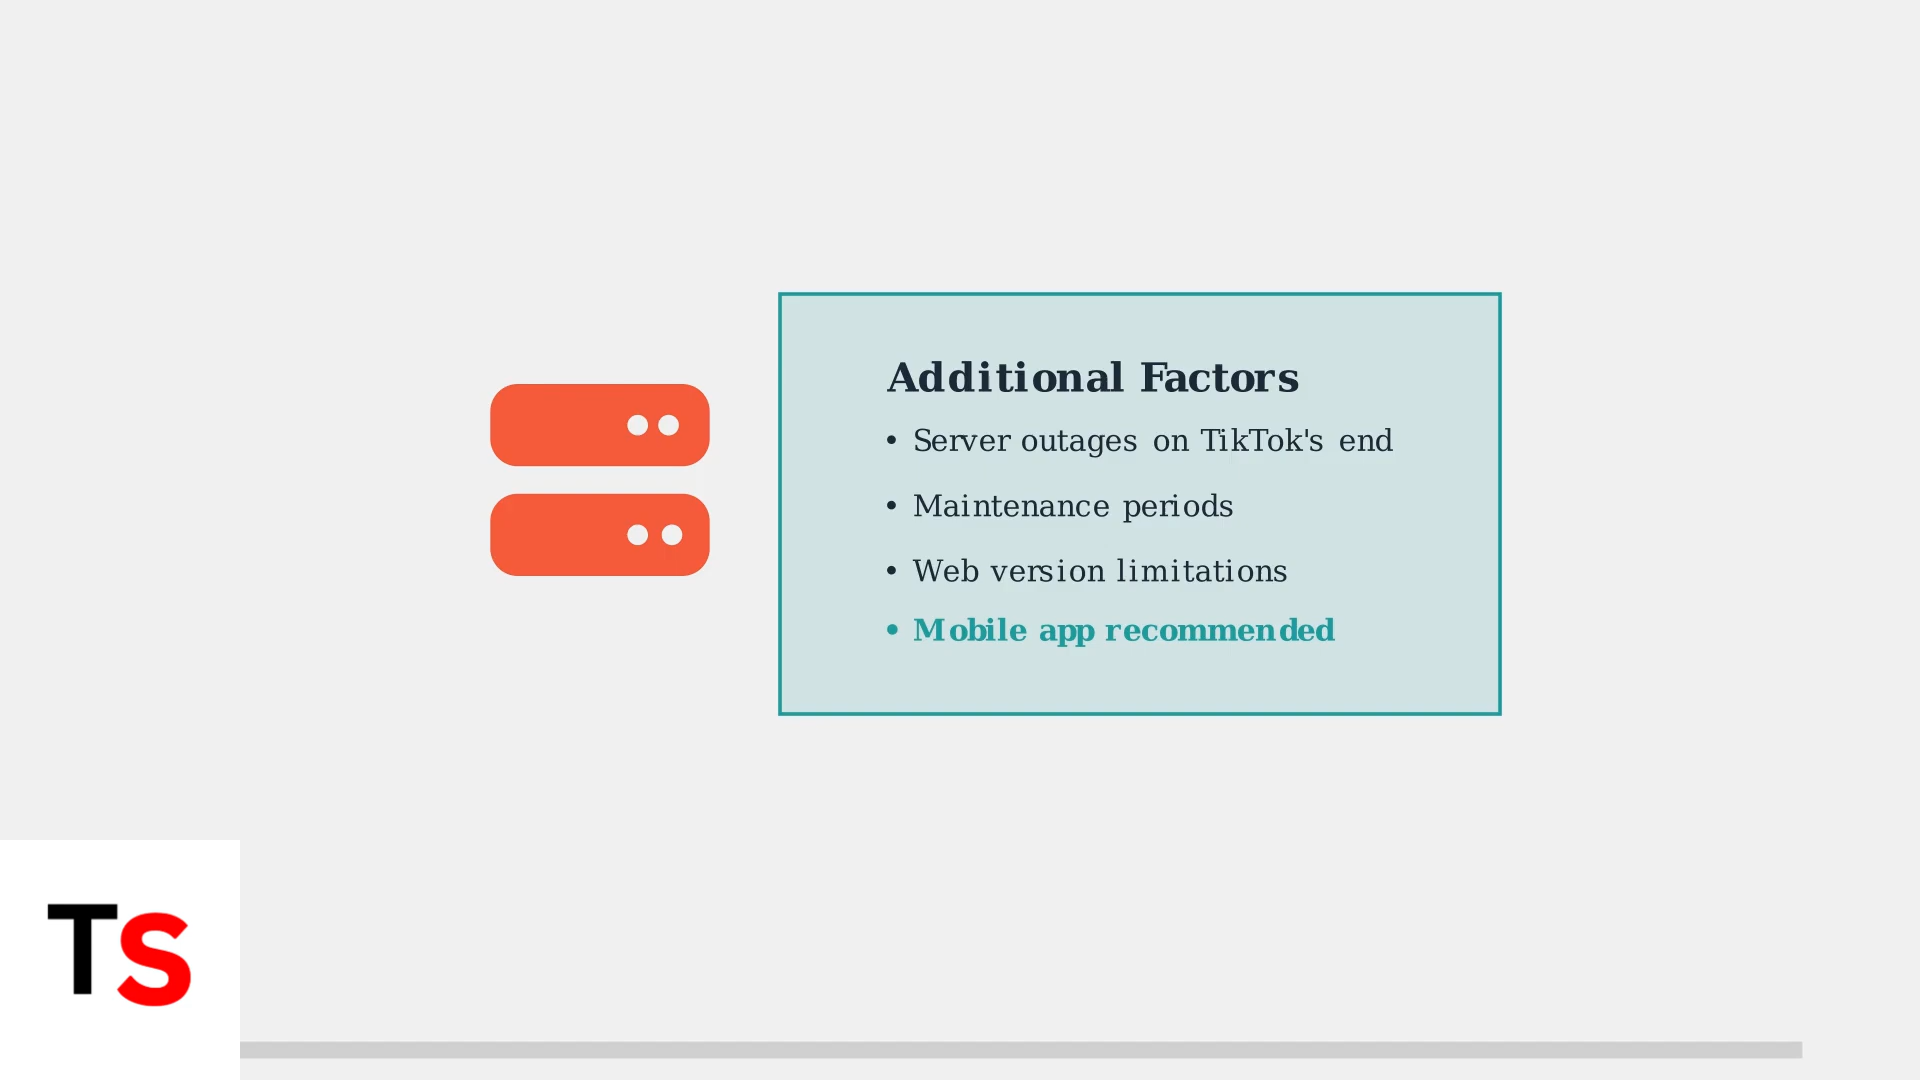 Additional Factors
• Server outages on TikTok's end
• Maintenance periods
• Web version limitations
• Mobile app recommended
TS